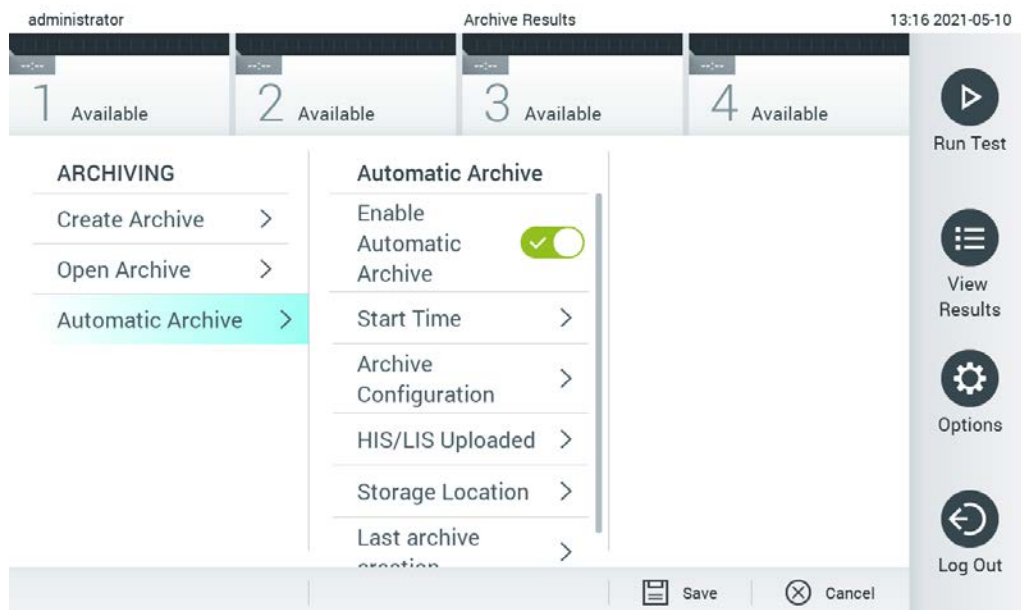 administrator
Archive Results
13:16 2021-05-10
--:--
--:--
--:--
--:--
1 Available
2 Available
3 Available
4 Available
Run Test
View
Results
Options
Log Out
ARCHIVING
Create Archive
Open Archive
Automatic Archive
Automatic Archive
Enable
Automatic
Archive
Start Time
Archive
Configuration
HIS/LIS Uploaded
Storage Location
Last archive
creation
Save
Cancel